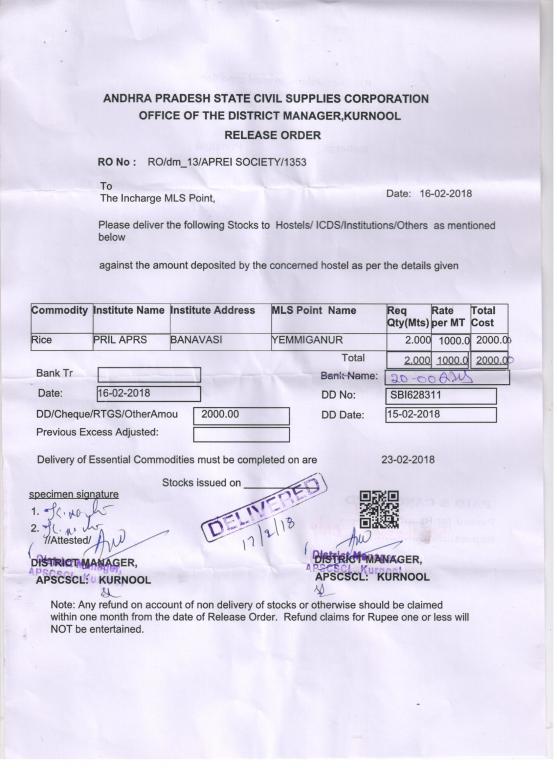 ANDHRA PRADESH STATE CIVIL SUPPLIES CORPORATION
OFFICE OF THE DISTRICT MANAGER,KURNOOL
RELEASE ORDER
RO No : RO/dm_13/APREI SOCIETY/1353
To
The Incharge MLS Point,
Date: 16-02-2018
Please deliver the following Stocks to Hostels/ ICDS/Institutions/Others as mentioned
below
against the amount deposited by the concerned hostel as per the details given
Commodity Institute Name Institute Address MLS Point Name Req Qty(Mts) Rate per MT Total Cost
Rice PRIL APRS BANAVASI YEMMIGANUR 2.000 1000.0 2000.00
Total 2.000 1000.0 2000.00
Bank Tr
Bank Name: 20-00
Date: 16-02-2018
DD No: SBI628311
DD/Cheque/RTGS/OtherAmou 2000.00
DD Date: 15-02-2018
Previous Excess Adjusted:
Delivery of Essential Commodities must be completed on are 23-02-2018
Stocks issued on
DELIVERED
17/2/18
specimen signature
1.
2.
//Attested/
DISTRICT MANAGER,
APSCSCL: KURNOOL
DISTRICT MANAGER,
APSCSCL: KURNOOL
Note: Any refund on account of non delivery of stocks or otherwise should be claimed
within one month from the date of Release Order. Refund claims for Rupee one or less will
NOT be entertained.